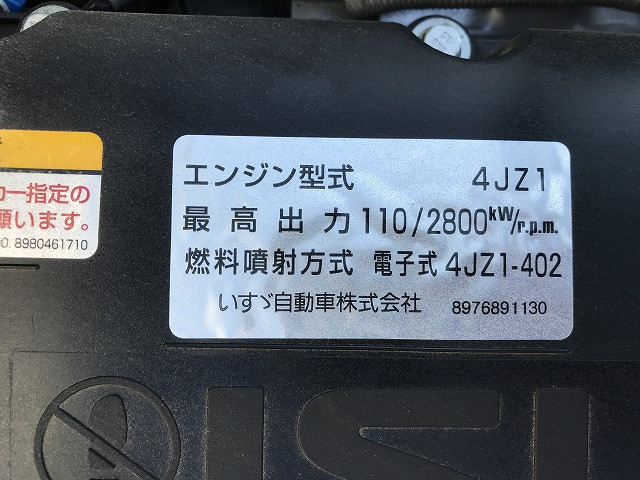 カー指定の
願います。
NO. 8980461710
エンジン型式 4JZ1
最高出力 110/2800kW/r.p.m.
燃料噴射方式 電子式 4JZ1-402
いすゞ自動車株式会社 8976891130